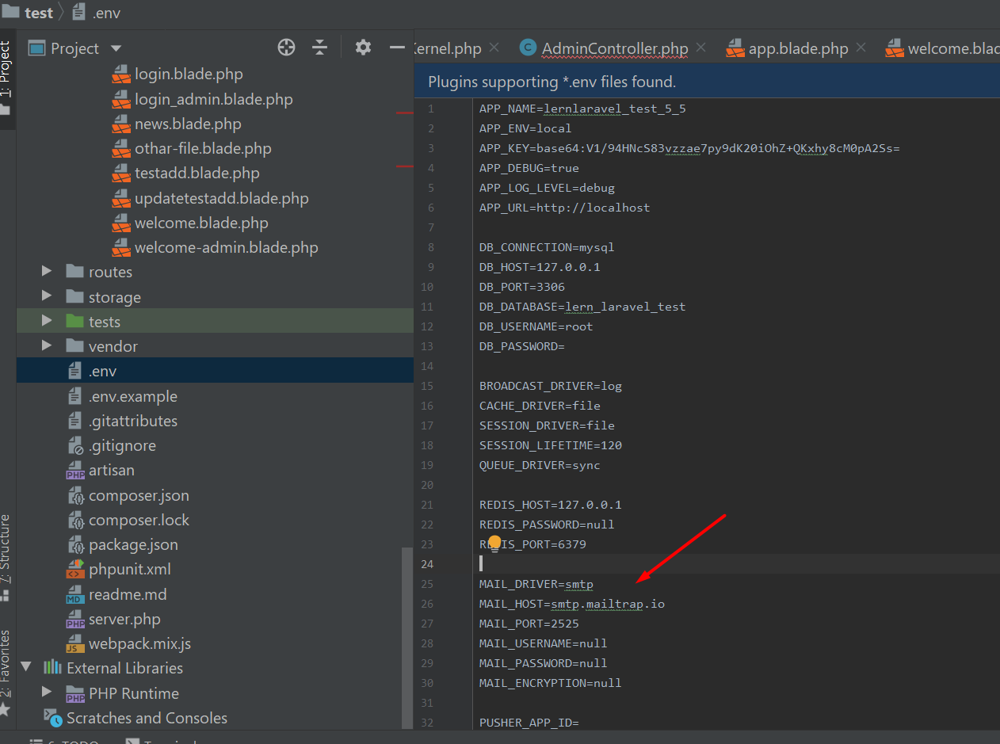 test .env
Project
Kernel.php AdminController.php app.blade.php welcome.blad
Plugins supporting *.env files found.
1: Project
login.blade.php
login_admin.blade.php
news.blade.php
othar-file.blade.php
testadd.blade.php
updatetestadd.blade.php
welcome.blade.php
welcome-admin.blade.php
routes
storage
tests
vendor
.env
.env.example
.gitattributes
.gitignore
artisan
composer.json
composer.lock
package.json
phpunit.xml
readme.md
server.php
webpack.mix.js
External Libraries
PHP Runtime
Scratches and Consoles
7: Structure
2: Favorites
6: TODO Terminal
1 APP_NAME=lernlaravel_test_5_5
2 APP_ENV=local
3 APP_KEY=base64:V1/94HNcS83vzzae7py9dK20iOhZ+QKxhy8cM0pA2Ss=
4 APP_DEBUG=true
5 APP_LOG_LEVEL=debug
6 APP_URL=http://localhost
7
8 DB_CONNECTION=mysql
9 DB_HOST=127.0.0.1
10 DB_PORT=3306
11 DB_DATABASE=lern_laravel_test
12 DB_USERNAME=root
13 DB_PASSWORD=
14
15 BROADCAST_DRIVER=log
16 CACHE_DRIVER=file
17 SESSION_DRIVER=file
18 SESSION_LIFETIME=120
19 QUEUE_DRIVER=sync
20
21 REDIS_HOST=127.0.0.1
22 REDIS_PASSWORD=null
23 REDIS_PORT=6379
24
25 MAIL_DRIVER=smtp
26 MAIL_HOST=smtp.mailtrap.io
27 MAIL_PORT=2525
28 MAIL_USERNAME=null
29 MAIL_PASSWORD=null
30 MAIL_ENCRYPTION=null
31
32 PUSHER_APP_ID=